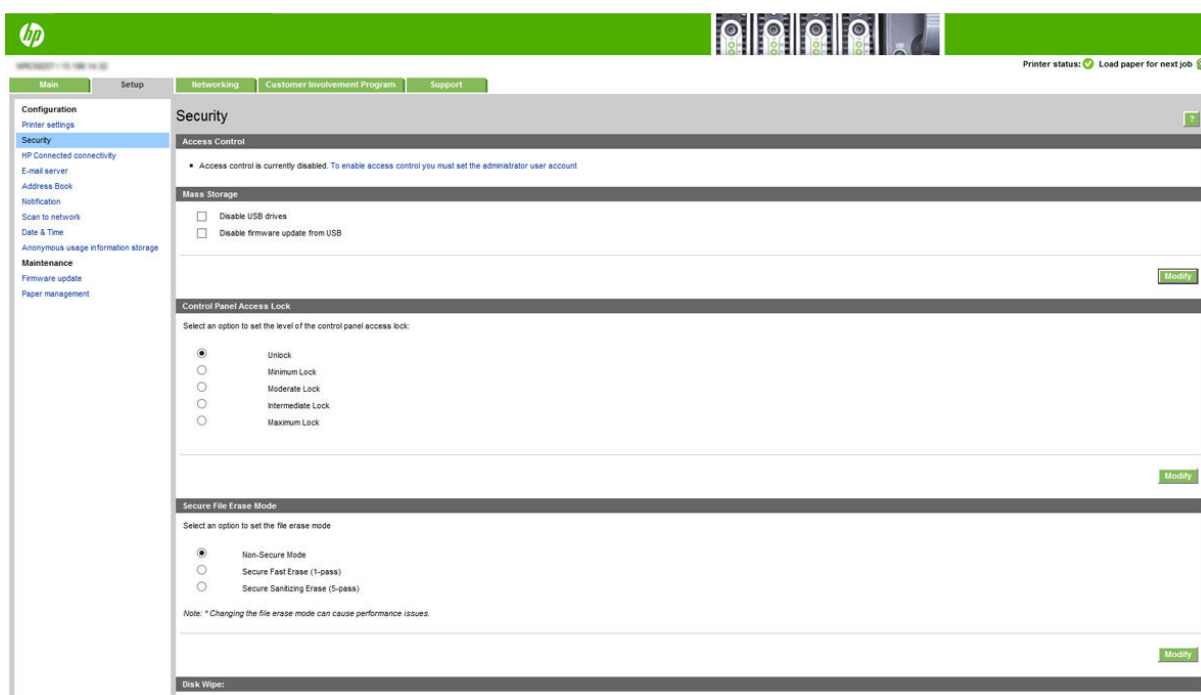 hp
Printer status: Load paper for next job
Main Setup Networking Customer Involvement Program Support
Configuration
Printer settings
Security
HP Connected connectivity
E-mail server
Address Book
Notification
Scan to network
Date & Time
Anonymous usage information storage
Maintenance
Firmware update
Paper management
Security
?
Access Control
Access control is currently disabled. To enable access control you must set the administrator user account
Mass Storage
Disable USB drives
Disable firmware update from USB
Modify
Control Panel Access Lock
Select an option to set the level of the control panel access lock:
Unlock
Minimum Lock
Moderate Lock
Intermediate Lock
Maximum Lock
Modify
Secure File Erase Mode
Select an option to set the file erase mode
Non-Secure Mode
Secure Fast Erase (1-pass)
Secure Sanitizing Erase (5-pass)
Note: * Changing the file erase mode can cause performance issues.
Modify
Disk Wipe: